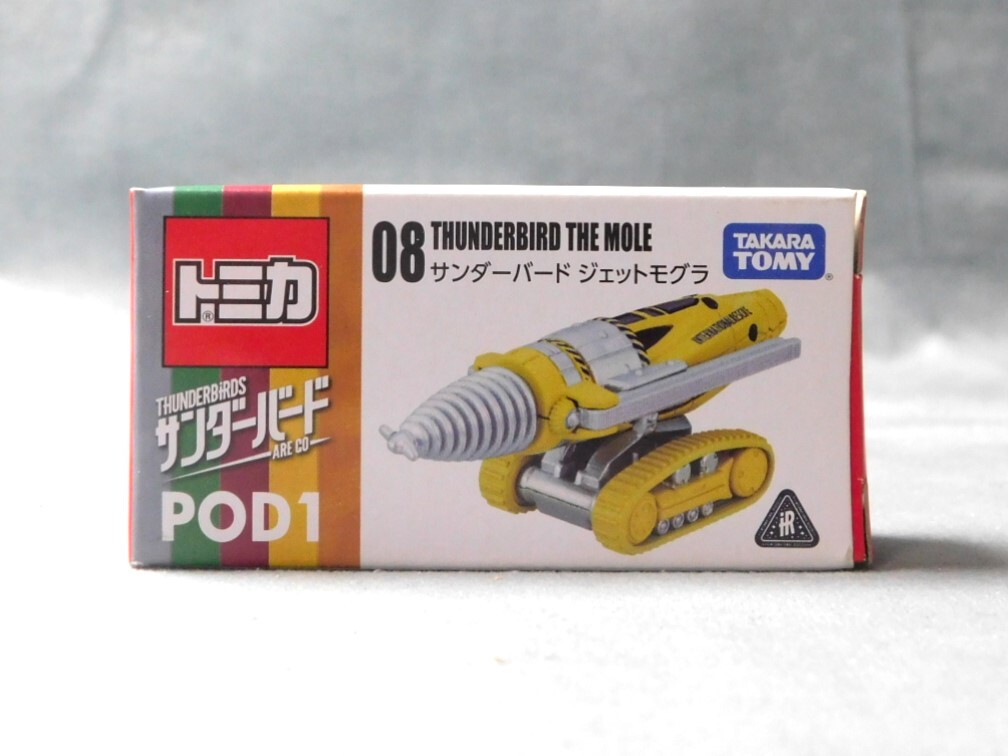 トミカ
®
THUNDERBIRDS
サンダーバード
ARE GO
POD1
08 THUNDERBIRD THE MOLE
サンダーバード ジェットモグラ
TAKARA
TOMY
®
INTERNATIONAL RESCUE
iR